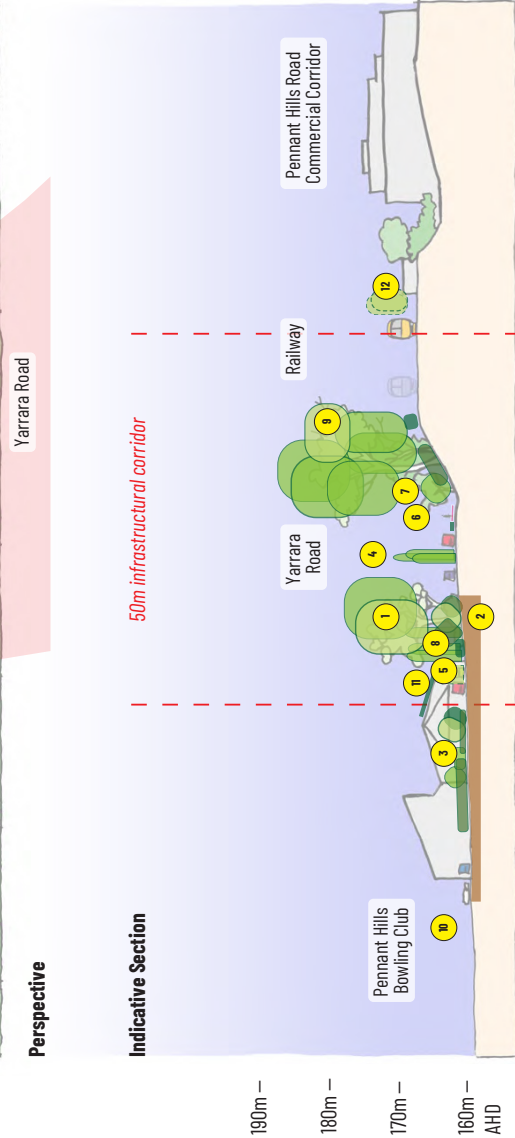 Yarrara Road
Perspective
Indicative Section
50m infrastructural corridor
190m
180m
170m
160m
AHD
Pennant Hills
Bowling Club
Yarrara
Road
Railway
Pennant Hills Road
Commercial Corridor
10
3
11
5
8
2
1
4
6
7
9
12